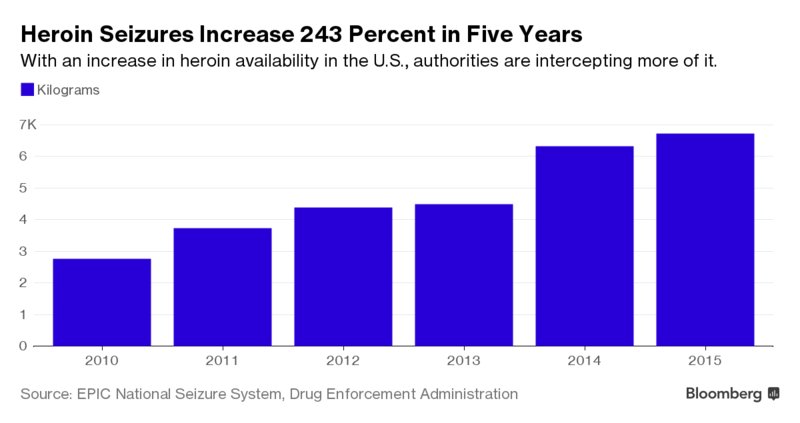 Heroin Seizures Increase 243 Percent in Five Years
With an increase in heroin availability in the U.S., authorities are intercepting more of it.
Kilograms
7K
6
5
4
3
2
1
0
2010 2011 2012 2013 2014 2015
Source: EPIC National Seizure System, Drug Enforcement Administration
Bloomberg